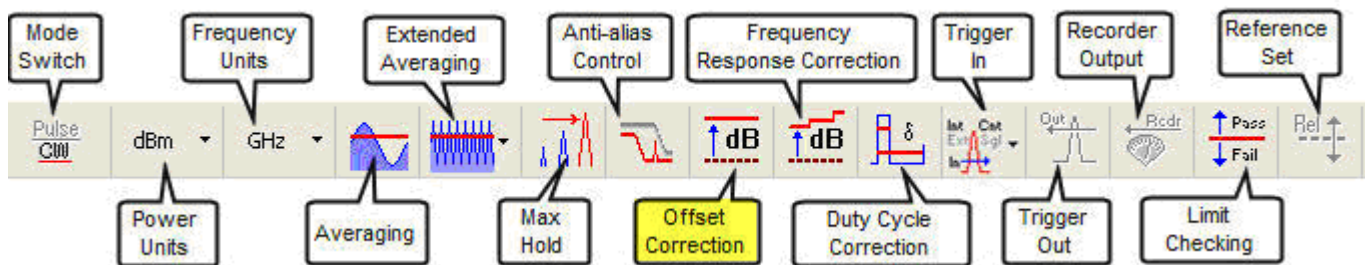 Mode
Switch
Frequency
Units
Extended
Averaging
Anti-alias
Control
Frequency
Response Correction
Trigger
In
Recorder
Output
Reference
Set
Pulse
CW
dBm
GHz
dB
dB
δ
Int Cnt
Ext Sgl
In
Out
Rcdr
Pass
Fail
Rel
Power
Units
Averaging
Max
Hold
Offset
Correction
Duty Cycle
Correction
Trigger
Out
Limit
Checking